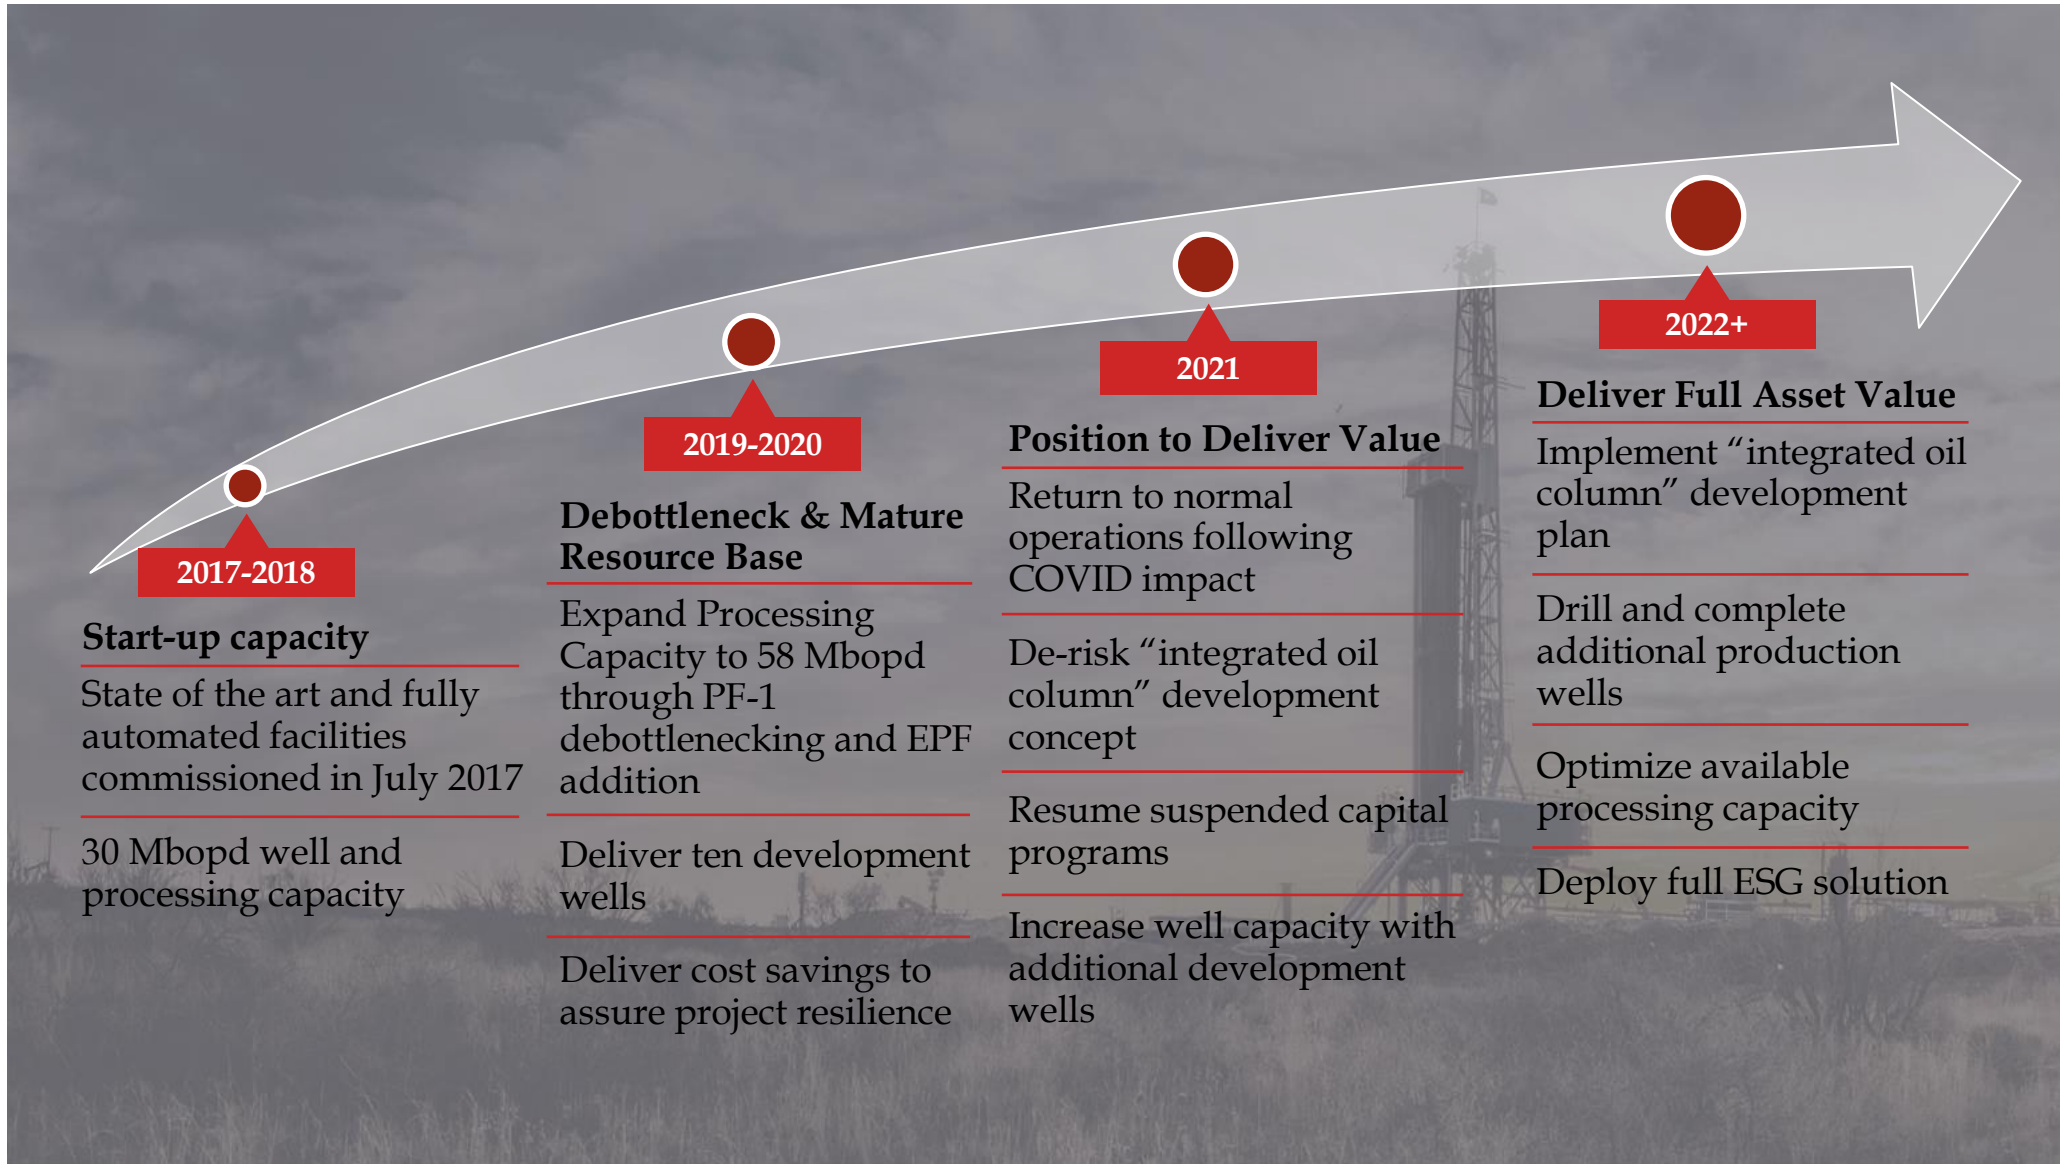 2017-2018
Start-up capacity
State of the art and fully
automated facilities
commissioned in July 2017
30 Mbopd well and
processing capacity
2019-2020
Debottleneck & Mature
Resource Base
Expand Processing
Capacity to 58 Mbopd
through PF-1
debottlenecking and EPF
addition
Deliver ten development
wells
Deliver cost savings to
assure project resilience
2021
Position to Deliver Value
Return to normal
operations following
COVID impact
De-risk “integrated oil
column” development
concept
Resume suspended capital
programs
Increase well capacity with
additional development
wells
2022+
Deliver Full Asset Value
Implement “integrated oil
column” development
plan
Drill and complete
additional production
wells
Optimize available
processing capacity
Deploy full ESG solution